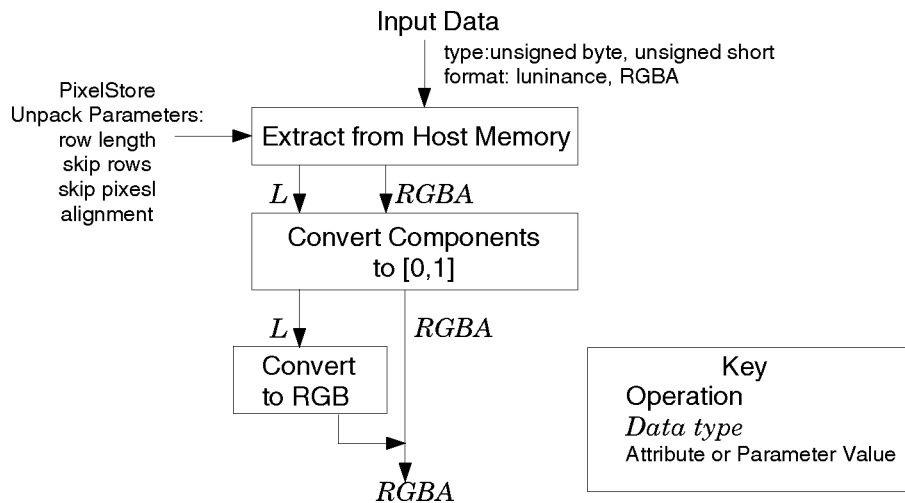 Input Data
type:unsigned byte, unsigned short
format: luninance, RGBA
PixelStore
Unpack Parameters:
row length
skip rows
skip pixesl
alignment
Extract from Host Memory
L
RGBA
Convert Components
to [0,1]
L
RGBA
Convert
to RGB
RGBA
Key
Operation
Data type
Attribute or Parameter Value